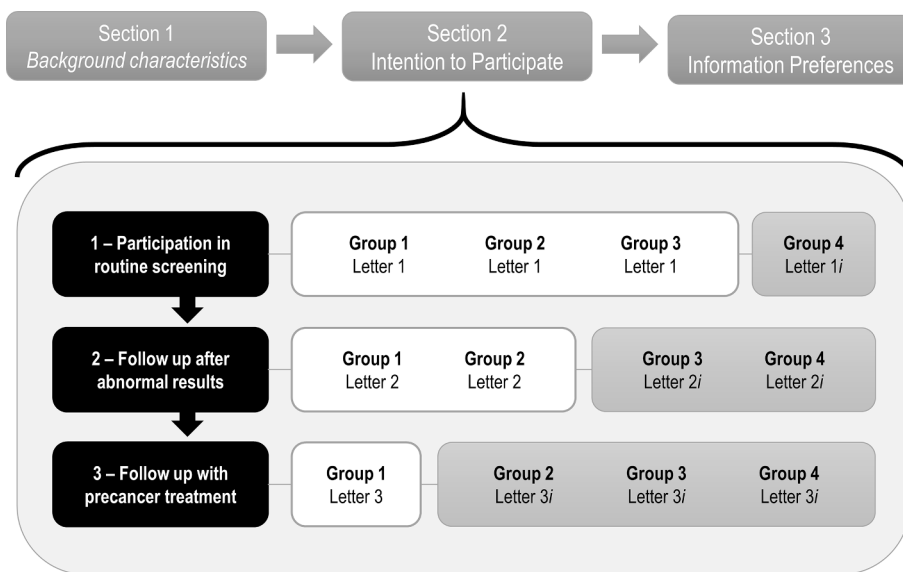 Section 1
Background characteristics
Section 2
Intention to Participate
Section 3
Information Preferences
1 – Participation in
routine screening
Group 1
Letter 1
Group 2
Letter 1
Group 3
Letter 1
Group 4
Letter 1i
2 – Follow up after
abnormal results
Group 1
Letter 2
Group 2
Letter 2
Group 3
Letter 2i
Group 4
Letter 2i
3 – Follow up with
precancer treatment
Group 1
Letter 3
Group 2
Letter 3i
Group 3
Letter 3i
Group 4
Letter 3i